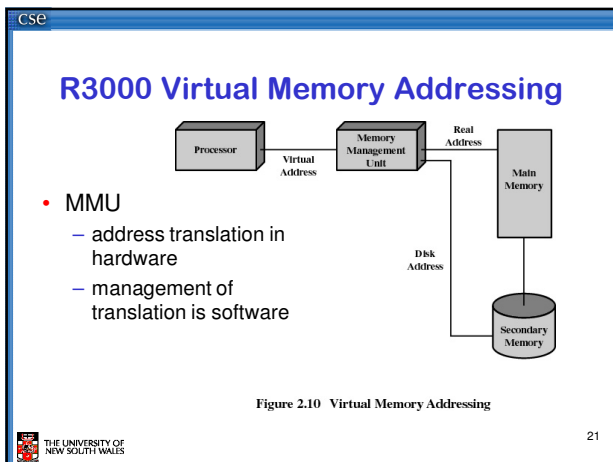 cse
R3000 Virtual Memory Addressing
Processor
Virtual
Address
Memory
Management
Unit
Real
Address
Main
Memory
• MMU
– address translation in
hardware
– management of
translation is software
Disk
Address
Secondary
Memory
Figure 2.10 Virtual Memory Addressing
THE UNIVERSITY OF
NEW SOUTH WALES
21